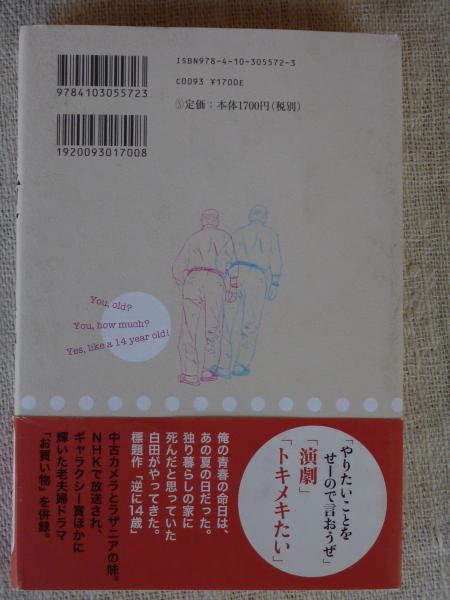 ISBN978-4-10-305572-3
C0093 ¥1700E
Ⓢ定価：本体1700円(税別)
9784103055723
1920093017008
You, old?
You, how much?
Yes, like a 14 year old!
「やりたいことを
せーので言おうぜ」
「演劇」
「トキメキたい」
俺の青春の命日は、
あの夏の日だった。
独り暮らしの家に
死んだと思っていた
白田がやってきた。
標題作「逆に14歳」
中古カメラとラザニアの味。
NHKで放送され、
ギャラクシー賞ほかに
輝いた老夫婦ドラマ
「お買い物」を併録。